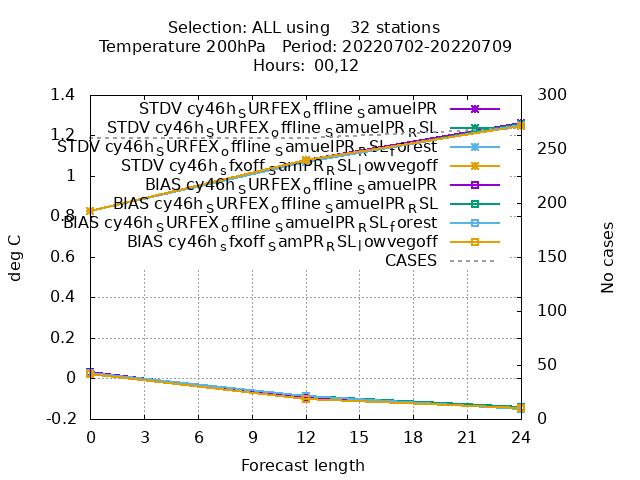 Selection: ALL using    32 stations
Temperature 200hPa   Period: 20220702-20220709
Hours:  00,12
1.4
1.2
1
0.8
0.6
0.4
0.2
0
-0.2
deg C
STDV cy46h_SURFEX_offline_SamuelPR
STDV cy46h_SURFEX_offline_SamuelPR_RSL
STDV cy46h_SURFEX_offline_SamuelPR_RSL_forest
STDV cy46h_sfxoff_SamPR_RSL_lowvegoff
BIAS cy46h_SURFEX_offline_SamuelPR
BIAS cy46h_SURFEX_offline_SamuelPR_RSL
BIAS cy46h_SURFEX_offline_SamuelPR_RSL_forest
BIAS cy46h_sfxoff_SamPR_RSL_lowvegoff
CASES
300
250
200
150
100
50
0
No cases
0 3 6 9 12 15 18 21 24
Forecast length